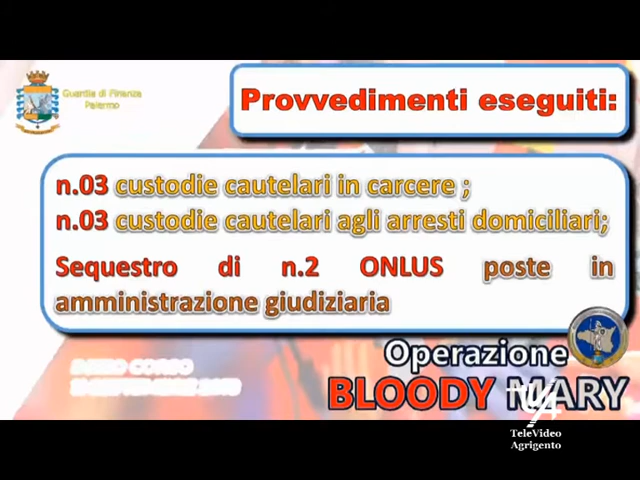 Guardia di Finanza
Palermo
Provvedimenti eseguiti:
n.03 custodie cautelari in carcere ;
n.03 custodie cautelari agli arresti domiciliari;
Sequestro di n.2 ONLUS poste in
amministrazione giudiziaria
Operazione
BLOODY MARY
TVA
TeleVideo
Agrigento